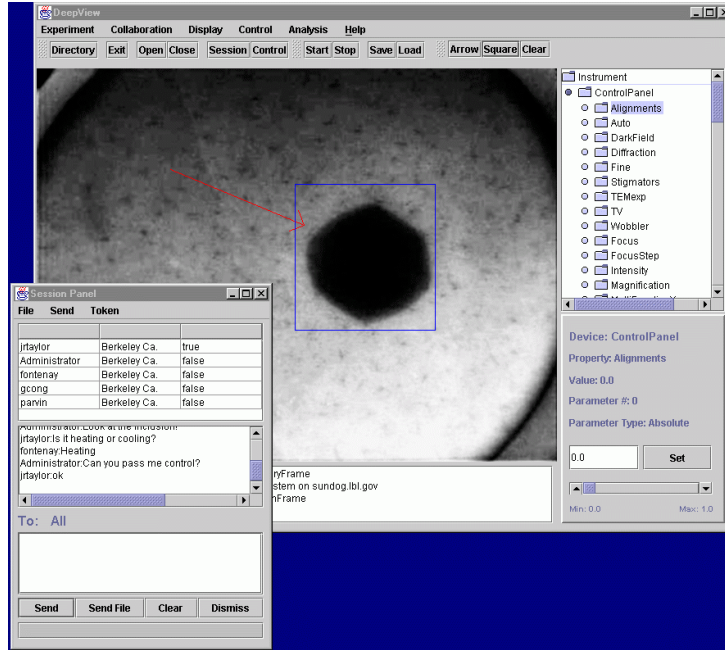 DeepView
Experiment Collaboration Display Control Analysis Help
Directory Exit Open Close Session Control Start Stop Save Load Arrow Square Clear
Instrument
ControlPanel
Alignments
Auto
DarkField
Diffraction
Fine
Stigmators
TEMexp
TV
Wobbler
Focus
FocusStep
Intensity
Magnification
Device: ControlPanel
Property: Alignments
Value: 0.0
Parameter #: 0
Parameter Type: Absolute
0.0 Set
Min: 0.0 Max: 1.0
Session Panel
File Send Token
jrtaylor Berkeley Ca. true
Administrator Berkeley Ca. false
fontenay Berkeley Ca. false
gcong Berkeley Ca. false
parvin Berkeley Ca. false
Administrator:Look at the inclusion!
jrtaylor:Is it heating or cooling?
fontenay:Heating
Administrator:Can you pass me control?
jrtaylor:ok
To: All
Send Send File Clear Dismiss
ryFrame
stem on sundog.lbl.gov
nFrame